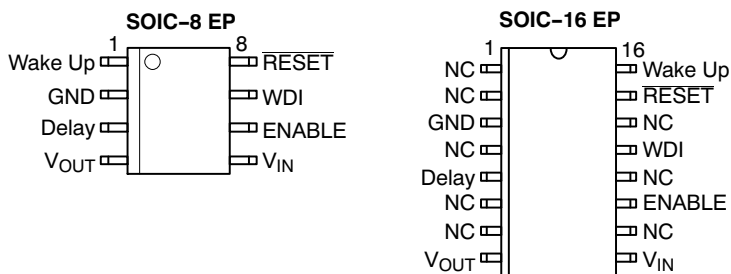 SOIC–8 EP
1 8
Wake Up RESET
GND WDI
Delay ENABLE
VOUT VIN
SOIC–16 EP
1 16
NC Wake Up
NC RESET
GND NC
NC WDI
Delay NC
NC ENABLE
NC NC
VOUT VIN